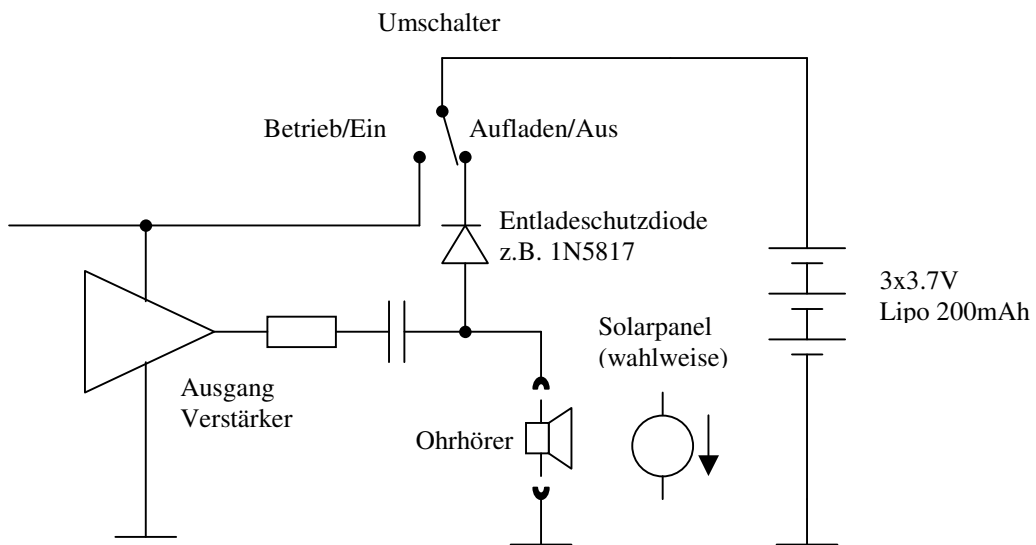 Umschalter
Betrieb/Ein
Aufladen/Aus
Entladeschutzdiode
z.B. 1N5817
3x3.7V
Lipo 200mAh
Solarpanel
(wahlweise)
Ausgang
Verstärker
Ohrhörer